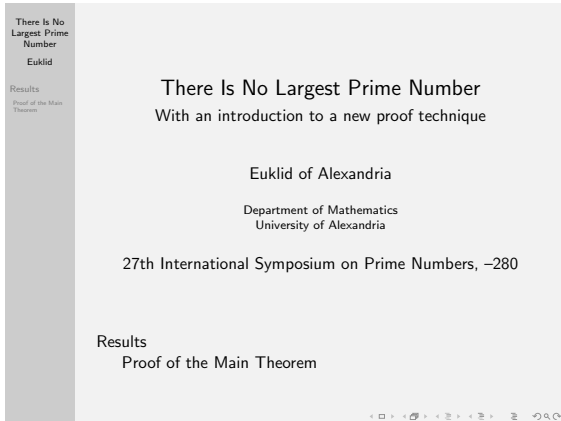 There Is No
Largest Prime
Number
Euklid
Results
Proof of the Main
Theorem
There Is No Largest Prime Number
With an introduction to a new proof technique
Euklid of Alexandria
Department of Mathematics
University of Alexandria
27th International Symposium on Prime Numbers, –280
Results
Proof of the Main Theorem